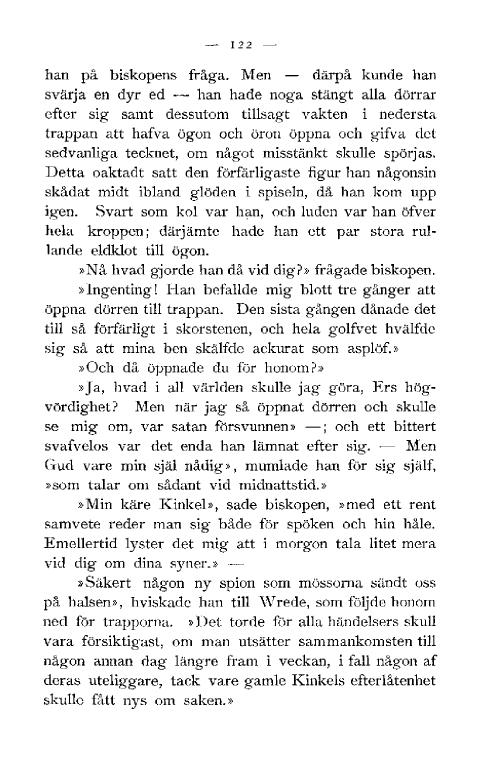 — 122 —
han på biskopens fråga. Men — därpå kunde han
svärja en dyr ed — han hade noga stängt alla dörrar
efter sig samt dessutom tillsagt vakten i nedersta
trappan att hafva ögon och öron öppna och gifva det
sedvanliga tecknet, om något misstänkt skulle spörjas.
Detta oaktadt satt den förfärligaste figur han någonsin
skådat midt ibland glöden i spiseln, då han kom upp
igen. Svart som kol var han, och luden var han öfver
hela kroppen; därjämte hade han ett par stora rul-
lande eldklot till ögon.
»Nå hvad gjorde han då vid dig?» frågade biskopen.
»Ingenting! Han befallde mig blott tre gånger att
öppna dörren till trappan. Den sista gången dånade det
till så förfärligt i skorstenen, och hela golfvet hvälfde
sig så att mina ben skälfde ackurat som asplöf.»
»Och då öppnade du för honom?»
»Ja, hvad i all världen skulle jag göra, Ers hög-
vördighet? Men när jag så öppnat dörren och skulle
se mig om, var satan försvunnen» —; och ett bittert
svafvelos var det enda han lämnat efter sig. — Men
Gud vare min själ nådig», mumlade han för sig själf,
»som talar om sådant vid midnattstid.»
»Min käre Kinkel», sade biskopen, »med ett rent
samvete reder man sig både för spöken och hin håle.
Emellertid lyster det mig att i morgon tala litet mera
vid dig om dina syner.» —
»Säkert någon ny spion som mössorna sändt oss
på halsen», hviskade han till Wrede, som följde honom
ned för trapporna. »Det torde för alla händelsers skull
vara försiktigast, om man utsätter sammankomsten till
någon annan dag längre fram i veckan, i fall någon af
deras uteliggare, tack vare gamle Kinkels efterlåtenhet
skulle fått nys om saken.»